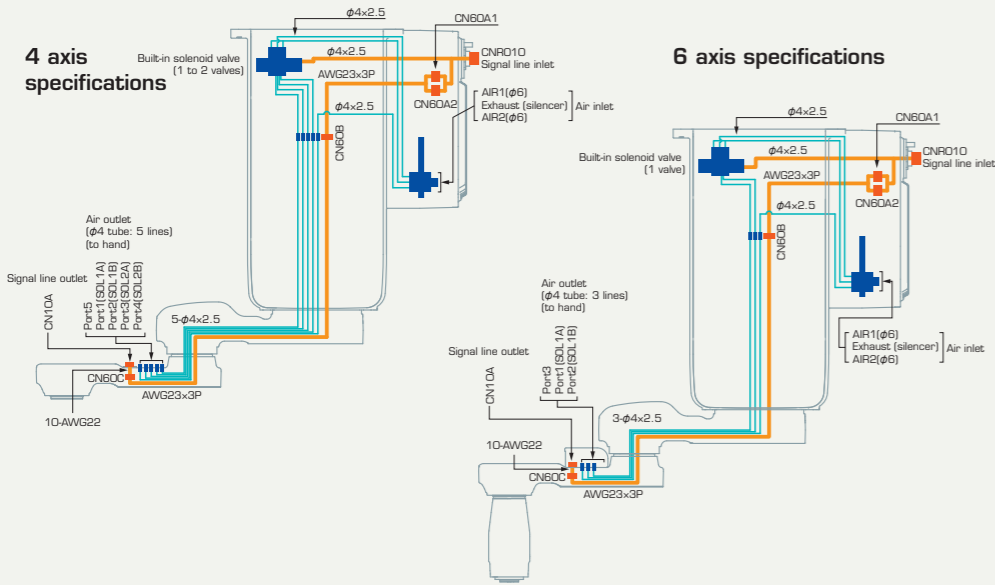 4 axis
specifications
φ4×2.5
CN60A1
Built-in solenoid valve
(1 to 2 valves)
φ4×2.5
CNR010
Signal line inlet
AWG23×3P
CN60A2
φ4×2.5
AIR1(φ6)
Exhaust (silencer)
AIR2(φ6)
Air inlet
CN60B
Air outlet
(φ4 tube: 5 lines)
(to hand)
Signal line outlet
CN10A
Port5
Port1(SOL1A)
Port2(SOL1B)
Port3(SOL2A)
Port4(SOL2B)
5-φ4×2.5
CN60C
AWG23×3P
10-AWG22
6 axis specifications
φ4×2.5
CN60A1
Built-in solenoid valve
(1 valve)
φ4×2.5
CNR010
Signal line inlet
AWG23×3P
CN60A2
φ4×2.5
CN60B
AIR1(φ6)
Exhaust (silencer)
AIR2(φ6)
Air inlet
Air outlet
(φ4 tube: 3 lines)
(to hand)
Signal line outlet
CN10A
Port3
Port1(SOL1A)
Port2(SOL1B)
3-φ4×2.5
10-AWG22
CN60C
AWG23×3P